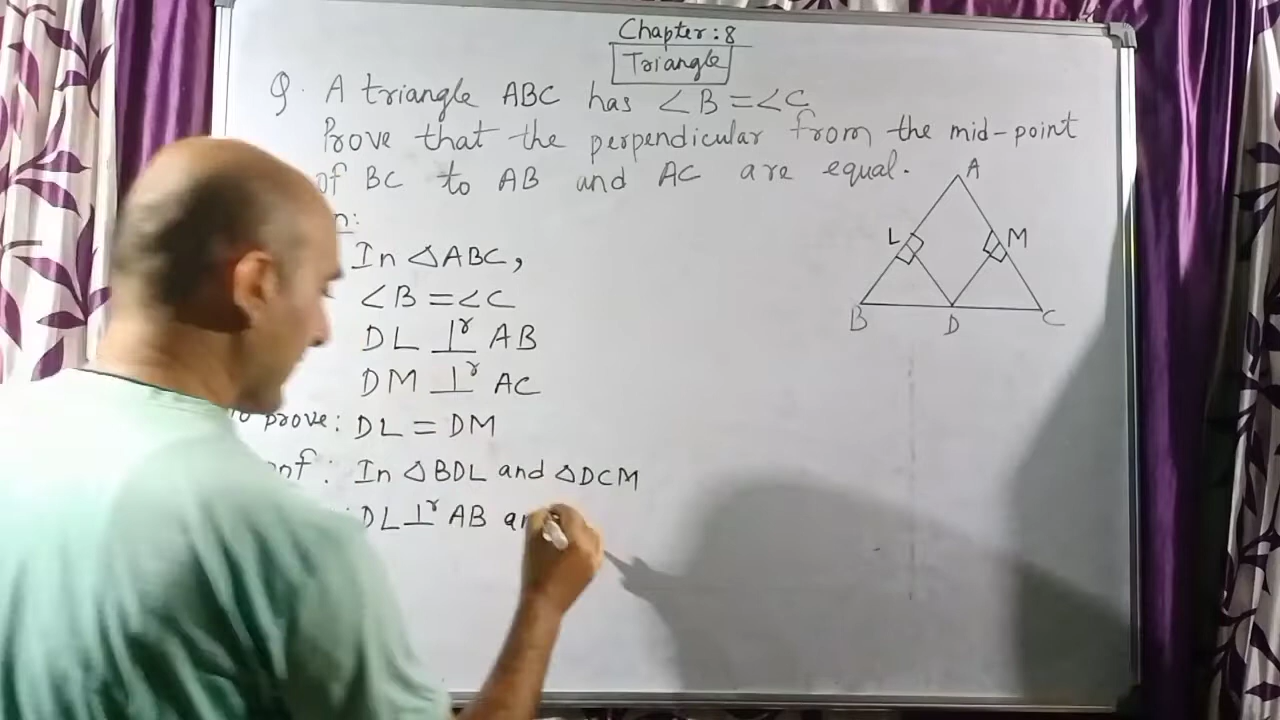 Chapter : 8
Triangle
Q. A triangle ABC has ∠B = ∠C
Prove that the perpendicular from the mid-point
of BC to AB and AC are equal.
A
L
M
B
D
C
In △ABC,
∠B = ∠C
DL ⊥ʳ AB
DM ⊥ʳ AC
prove : DL = DM
: In △BDL and △DCM
DL ⊥ʳ AB